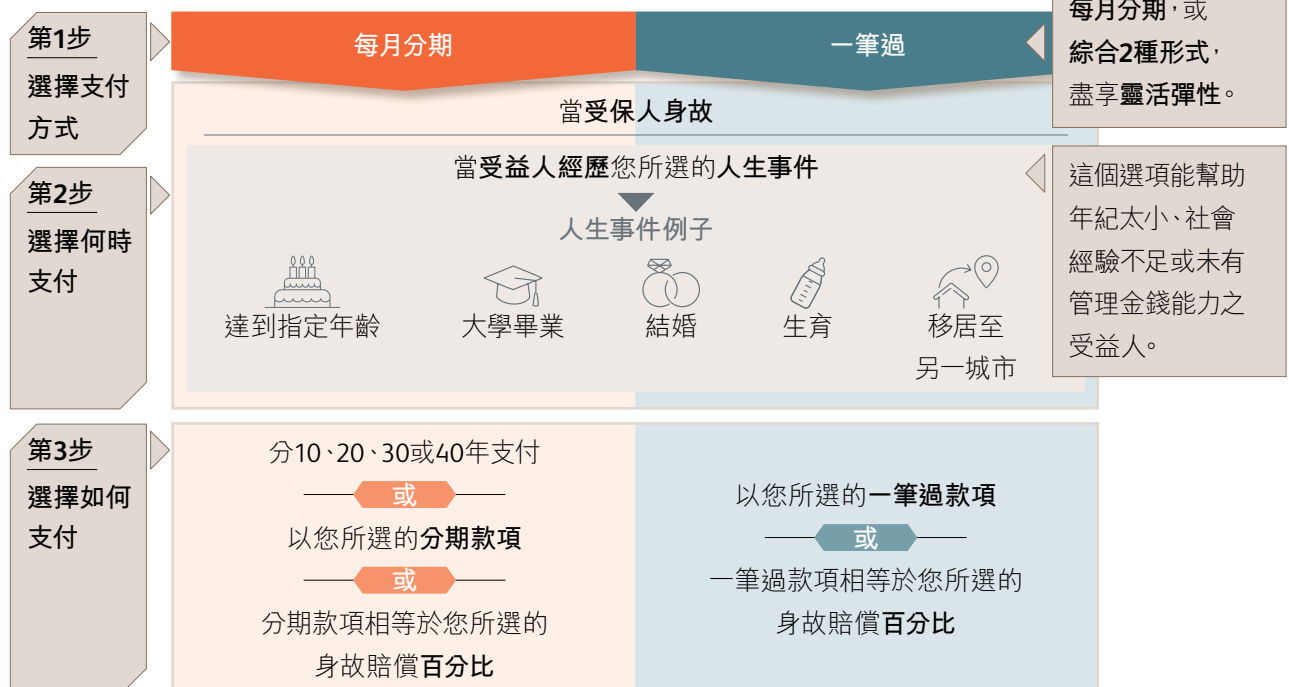 第1步
選擇支付
方式
每月分期
一筆過
每月分期，或
綜合2種形式，
盡享靈活彈性。
當受保人身故
第2步
選擇何時
支付
當受益人經歷您所選的人生事件
人生事件例子
達到指定年齡
大學畢業
結婚
生育
移居至
另一城市
這個選項能幫助
年紀太小、社會
經驗不足或未有
管理金錢能力之
受益人。
第3步
選擇如何
支付
分10、20、30或40年支付
或
以您所選的分期款項
或
分期款項相等於您所選的
身故賠償百分比
以您所選的一筆過款項
或
一筆過款項相等於您所選的
身故賠償百分比